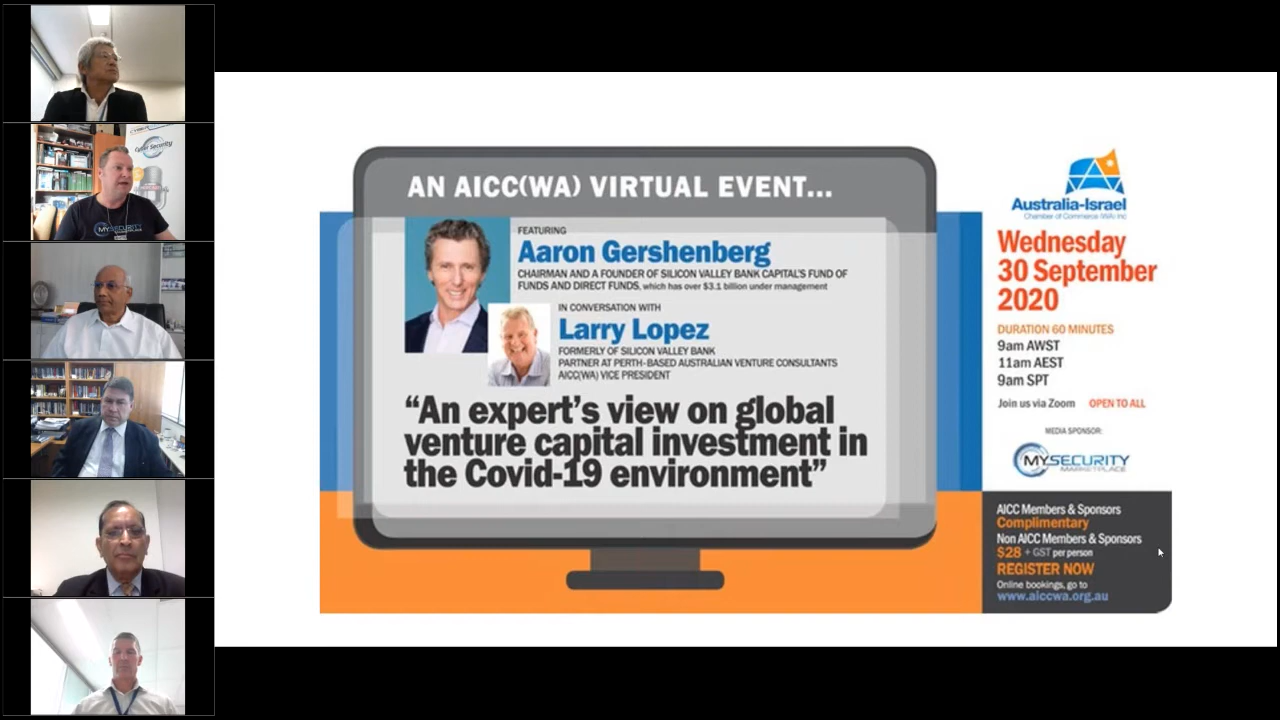 Cyber Security
MYSECURITY
AN AICC(WA) VIRTUAL EVENT...
FEATURING
Aaron Gershenberg
CHAIRMAN AND A FOUNDER OF SILICON VALLEY BANK CAPITAL'S FUND OF
FUNDS AND DIRECT FUNDS, which has over $3.1 billion under management
IN CONVERSATION WITH
Larry Lopez
FORMERLY OF SILICON VALLEY BANK
PARTNER AT PERTH-BASED AUSTRALIAN VENTURE CONSULTANTS
AICC(WA) VICE PRESIDENT
“An expert’s view on global
venture capital investment in
the Covid-19 environment”
Australia-Israel
Chamber of Commerce (WA) Inc
Wednesday
30 September
2020
DURATION 60 MINUTES
9am AWST
11am AEST
9am SPT
Join us via Zoom OPEN TO ALL
MEDIA SPONSOR:
MYSECURITY
MARKETPLACE
AICC Members & Sponsors
Complimentary
Non AICC Members & Sponsors
$28 + GST per person
REGISTER NOW
Online bookings, go to
www.aiccwa.org.au